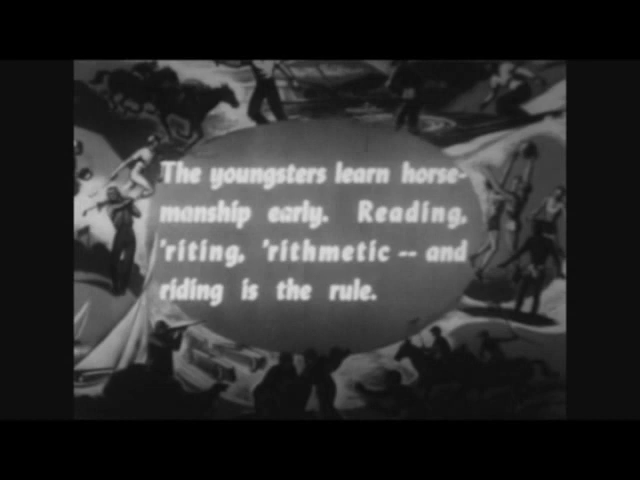 The youngsters learn horse-
manship early. Reading,
'riting, 'rithmetic -- and
riding is the rule.